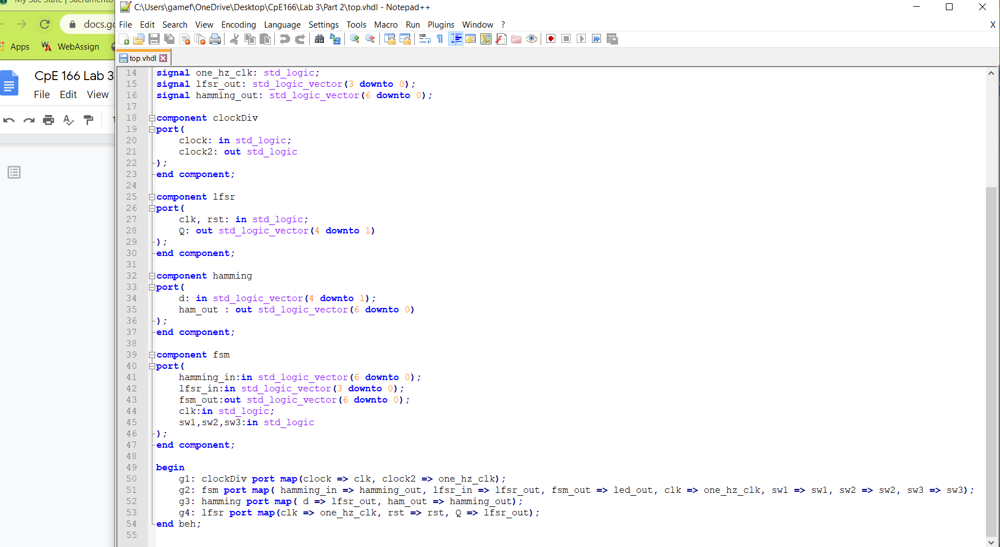 My Sac State | Sacramento
docs.go
Apps
WebAssign
CpE 166 Lab 3
File Edit View
C:\Users\gamef\OneDrive\Desktop\CpE166\Lab 3\Part 2\top.vhdl - Notepad++
File Edit Search View Encoding Language Settings Tools Macro Run Plugins Window ? X
top.vhdl
14 signal one_hz_clk: std_logic;
15 signal lfsr_out: std_logic_vector(3 downto 0);
16 signal hamming_out: std_logic_vector(6 downto 0);
17
18 component clockDiv
19 port(
20 clock: in std_logic;
21 clock2: out std_logic
22 );
23 end component;
24
25 component lfsr
26 port(
27 clk, rst: in std_logic;
28 Q: out std_logic_vector(4 downto 1)
29 );
30 end component;
31
32 component hamming
33 port(
34 d: in std_logic_vector(4 downto 1);
35 ham_out : out std_logic_vector(6 downto 0)
36 );
37 end component;
38
39 component fsm
40 port(
41 hamming_in:in std_logic_vector(6 downto 0);
42 lfsr_in:in std_logic_vector(3 downto 0);
43 fsm_out:out std_logic_vector(6 downto 0);
44 clk:in std_logic;
45 sw1,sw2,sw3:in std_logic
46 );
47 end component;
48
49 begin
50 g1: clockDiv port map(clock => clk, clock2 => one_hz_clk);
51 g2: fsm port map( hamming_in => hamming_out, lfsr_in => lfsr_out, fsm_out => led_out, clk => one_hz_clk, sw1 => sw1, sw2 => sw2, sw3 => sw3);
52 g3: hamming port map( d => lfsr_out, ham_out => hamming_out);
53 g4: lfsr port map(clk => one_hz_clk, rst => rst, Q => lfsr_out);
54 end beh;
55